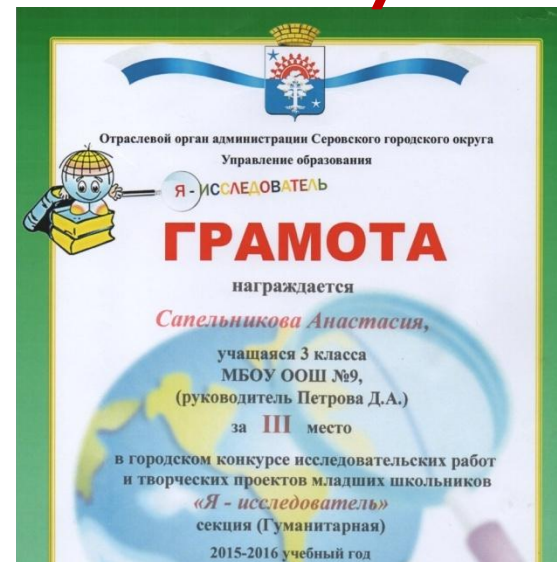 Отраслевой орган администрации Серовского городского округа
Управление образования
Я - ИССЛЕДОВАТЕЛЬ
ГРАМОТА
награждается
Сапельникова Анастасия,
учащаяся 3 класса
МБОУ ООШ №9,
(руководитель Петрова Д.А.)
за III место
в городском конкурсе исследовательских работ
и творческих проектов младших школьников
«Я - исследователь»
секция (Гуманитарная)
2015-2016 учебный год